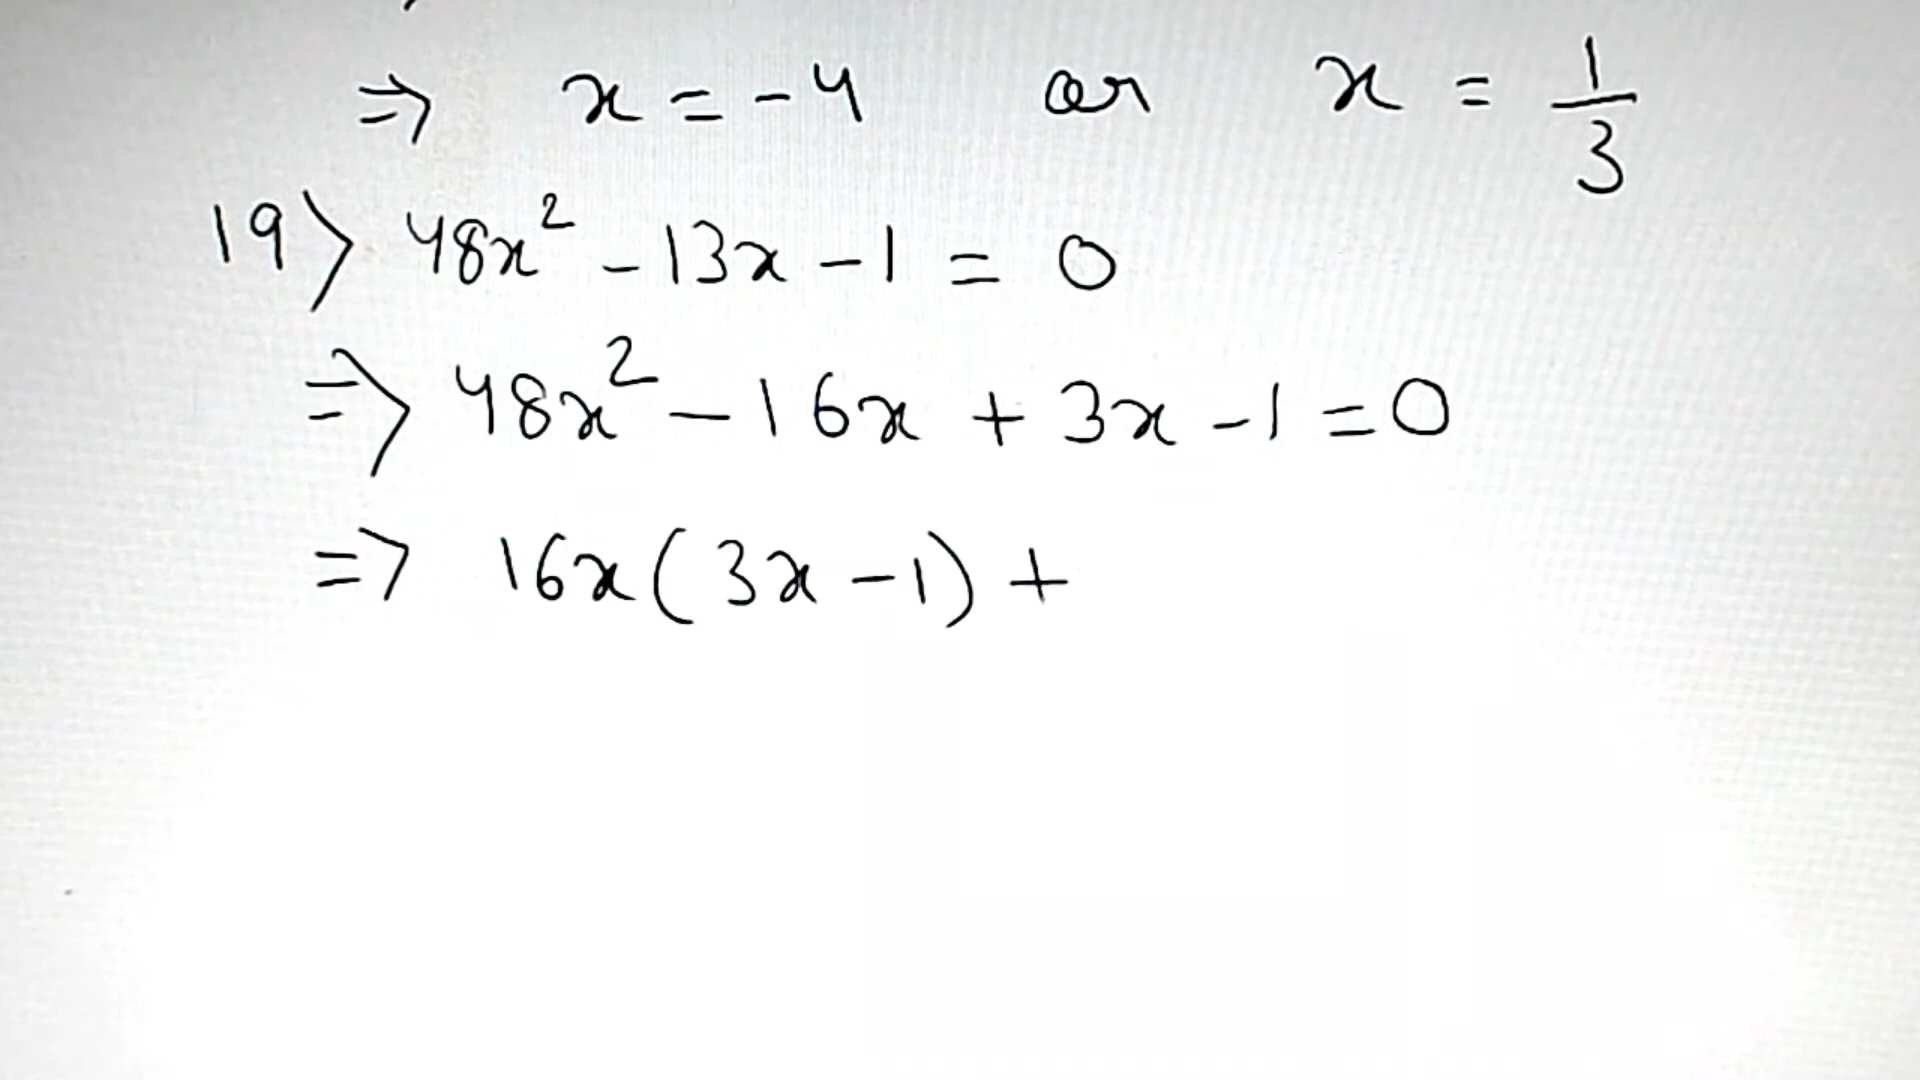 ⇒ x = -4 or x = 1/3
19> 48x² - 13x - 1 = 0
⇒ 48x² - 16x + 3x - 1 = 0
⇒ 16x(3x - 1) +